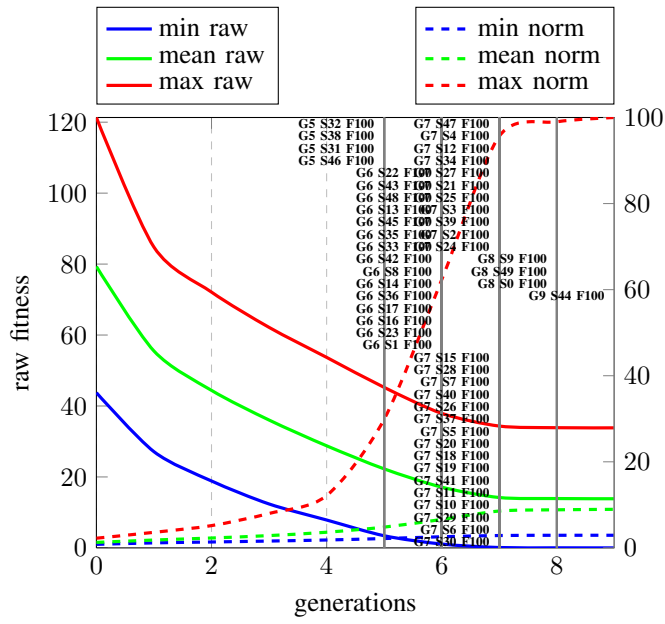 min raw
mean raw
max raw
min norm
mean norm
max norm
120
100
80
60
40
20
0
raw fitness
100
80
60
40
20
0
0
2
4
6
8
generations
G5 S32 F100
G5 S38 F100
G5 S31 F100
G5 S46 F100
G6 S22 F100
G6 S43 F100
G6 S48 F100
G6 S13 F100
G6 S45 F100
G6 S35 F100
G6 S33 F100
G6 S42 F100
G6 S8 F100
G6 S14 F100
G6 S36 F100
G6 S17 F100
G6 S16 F100
G6 S23 F100
G6 S1 F100
G7 S47 F100
G7 S4 F100
G7 S12 F100
G7 S34 F100
G7 S27 F100
G7 S21 F100
G7 S25 F100
G7 S3 F100
G7 S39 F100
G7 S2 F100
G7 S24 F100
G7 S15 F100
G7 S28 F100
G7 S7 F100
G7 S40 F100
G7 S26 F100
G7 S37 F100
G7 S5 F100
G7 S20 F100
G7 S18 F100
G7 S19 F100
G7 S41 F100
G7 S11 F100
G7 S10 F100
G7 S29 F100
G7 S6 F100
G7 S30 F100
G8 S9 F100
G8 S49 F100
G8 S0 F100
G9 S44 F100